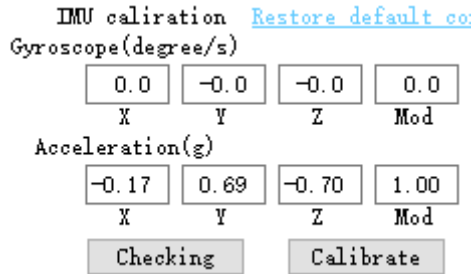 IMU caliration Restore default
Gyroscope(degree/s)
0.0 -0.0 -0.0 0.0
X Y Z Mod
Acceleration(g)
-0.17 0.69 -0.70 1.00
X Y Z Mod
Checking Calibrate